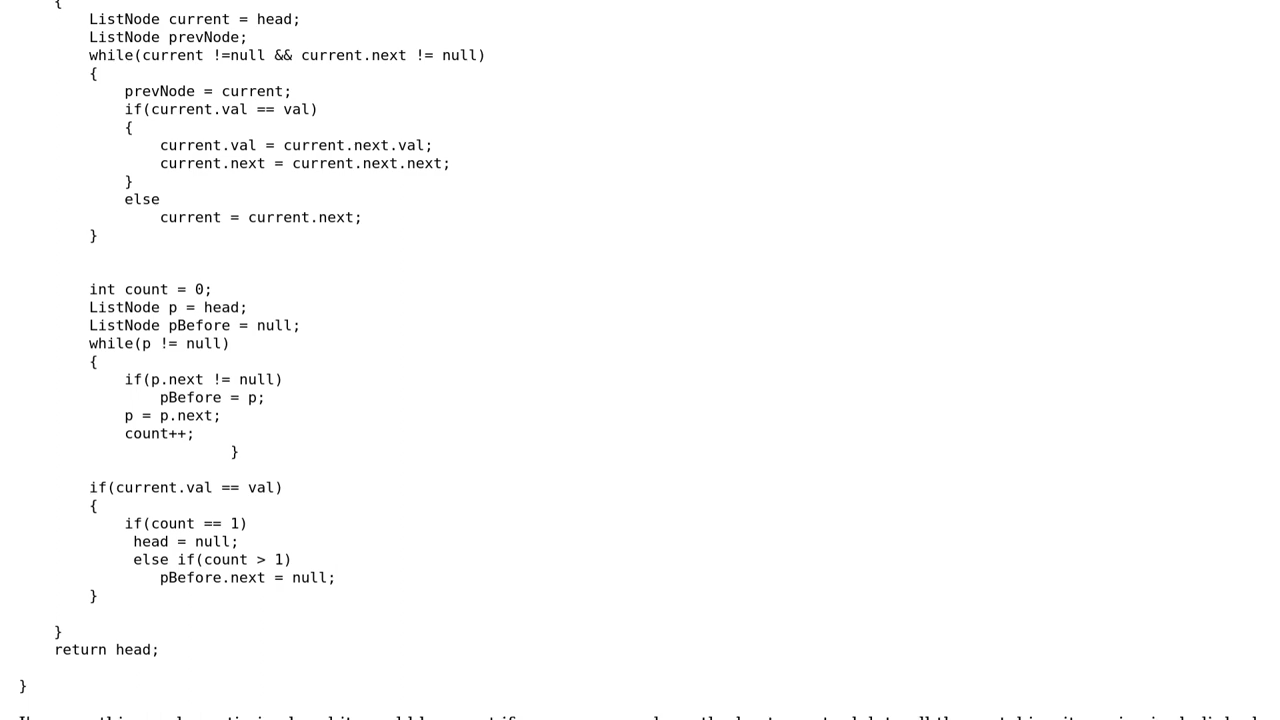 {
ListNode current = head;
ListNode prevNode;
while(current !=null && current.next != null)
{
prevNode = current;
if(current.val == val)
{
current.val = current.next.val;
current.next = current.next.next;
}
else
current = current.next;
}
int count = 0;
ListNode p = head;
ListNode pBefore = null;
while(p != null)
{
if(p.next != null)
pBefore = p;
p = p.next;
count++;
}
if(current.val == val)
{
if(count == 1)
head = null;
else if(count > 1)
pBefore.next = null;
}
}
return head;
}